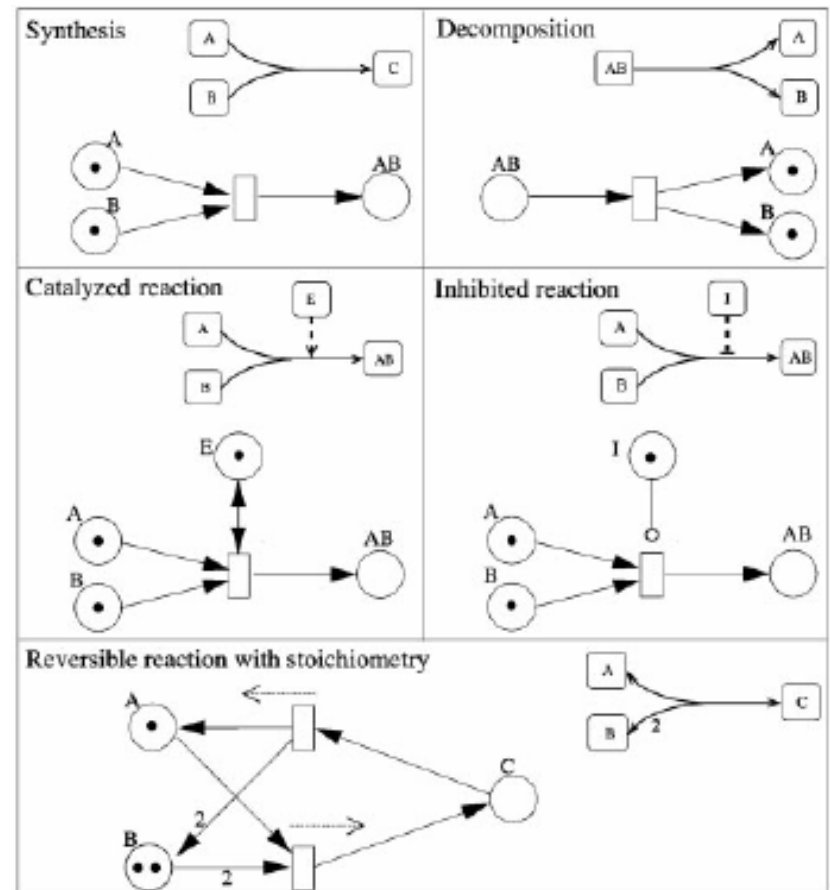 Synthesis
A
B
C
A
B
AB
Decomposition
AB
A
B
AB
A
B
Catalyzed reaction
E
A
B
AB
E
A
B
AB
Inhibited reaction
I
A
B
AB
I
A
B
AB
Reversible reaction with stoichiometry
A
B
2
C
A
B
2
2
C